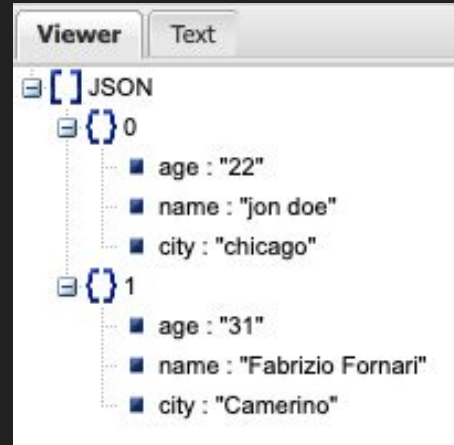 Viewer Text
[ ] JSON
{} 0
age : "22"
name : "jon doe"
city : "chicago"
{} 1
age : "31"
name : "Fabrizio Fornari"
city : "Camerino"